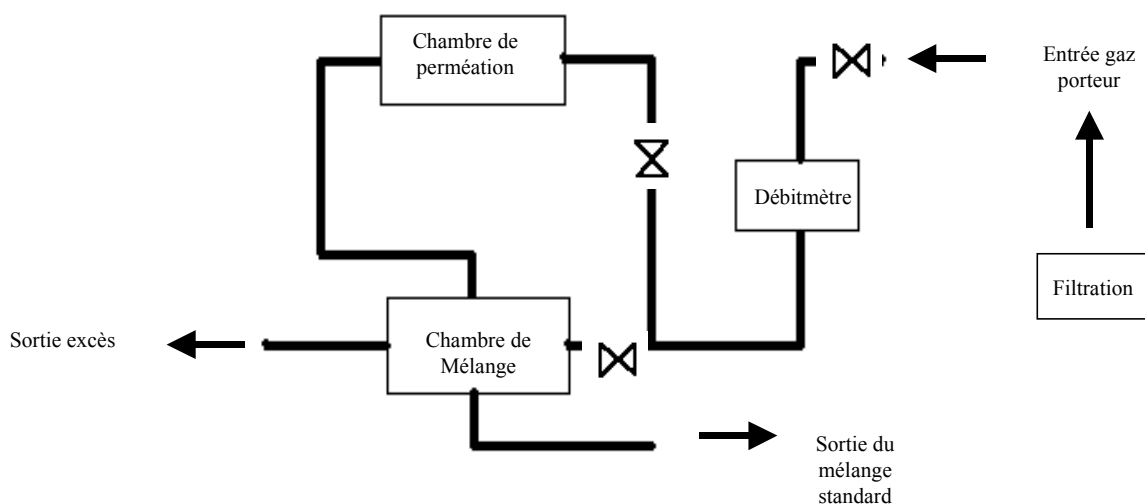 Chambre de
perméation
Entrée gaz
porteur
Débitmètre
Filtration
Sortie excès
Chambre de
Mélange
Sortie du
mélange
standard